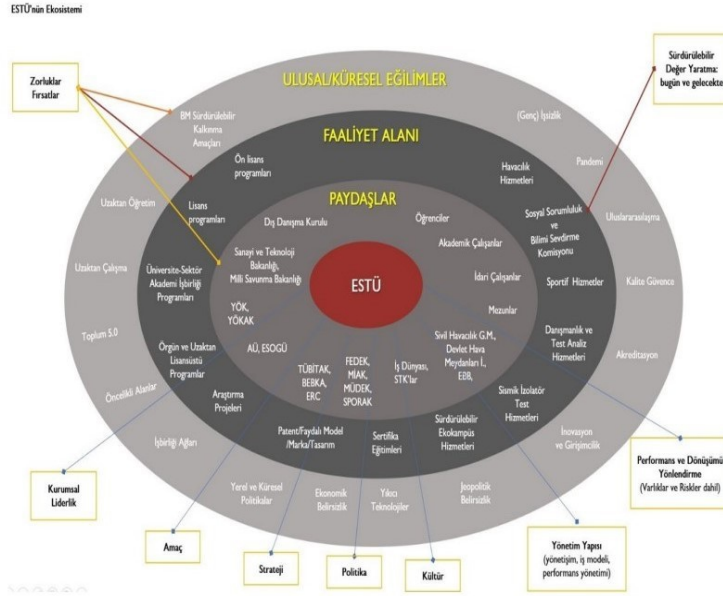 ESTÜ'nün Ekosistemi
Zorluklar
Fırsatlar
Sürdürülebilir
Değer Yaratma:
bugün ve gelecekte
ULUSAL/KÜRESEL EĞİLİMLER
BM Sürdürülebilir
Kalkınma
Amaçları
(Genç) İşsizlik
Pandemi
Uluslararasılaşma
Kalite Güvence
Akreditasyon
İnovasyon
ve Girişimcilik
Jeopolitik
Belirsizlik
Yıkıcı
Teknolojiler
Ekonomik
Belirsizlik
Yerel ve Küresel
Politikalar
İşbirliği Ağları
Öncelikli Alanlar
Toplum 5.0
Uzaktan Çalışma
Uzaktan Öğretim
FAALİYET ALANI
Ön lisans
programları
Lisans
programları
Üniversite-Sektör
Akademi İşbirliği
Programları
Örgün ve Uzaktan
Lisansüstü
Programlar
Araştırma
Projeleri
Patent/Faydalı Model
/Marka/Tasarım
Sertifika
Eğitimleri
Sürdürülebilir
Ekokampüs
Hizmetleri
Sismik İzolatör
Test
Hizmetleri
Danışmanlık ve
Test Analiz
Hizmetleri
Sportif Hizmetler
Sosyal Sorumluluk
ve
Bilimi Sevdirme
Komisyonu
Havacılık
Hizmetleri
PAYDAŞLAR
Dış Danışma Kurulu
Öğrenciler
Sanayi ve Teknoloji
Bakanlığı,
Milli Savunma Bakanlığı
Akademik Çalışanlar
İdari Çalışanlar
Mezunlar
YÖK,
YÖKAK
AÜ, ESOGÜ
TÜBİTAK,
BEBKA,
ERC
FEDEK,
MİAK,
MÜDEK,
SPORAK
İş Dünyası,
STK'lar
Sivil Havacılık G.M.,
Devlet Hava
Meydanları İ.,
EBB,
ESTÜ
Kurumsal
Liderlik
Amaç
Strateji
Politika
Kültür
Yönetim Yapısı
(yönetişim, iş modeli,
performans yönetimi)
Performans ve Dönüşümü
Yönlendirme
(Varlıklar ve Riskler dahil)